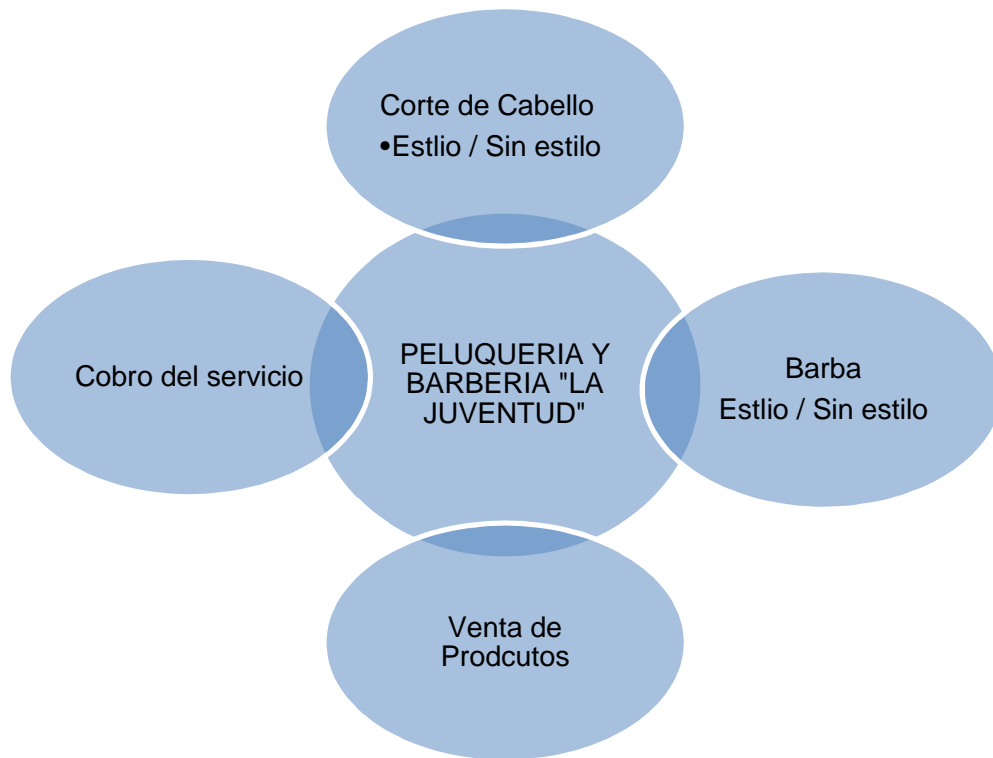 Corte de Cabello
•Estlio / Sin estilo
Cobro del servicio
PELUQUERIA Y
BARBERIA "LA
JUVENTUD"
Barba
Estlio / Sin estilo
Venta de
Prodcutos